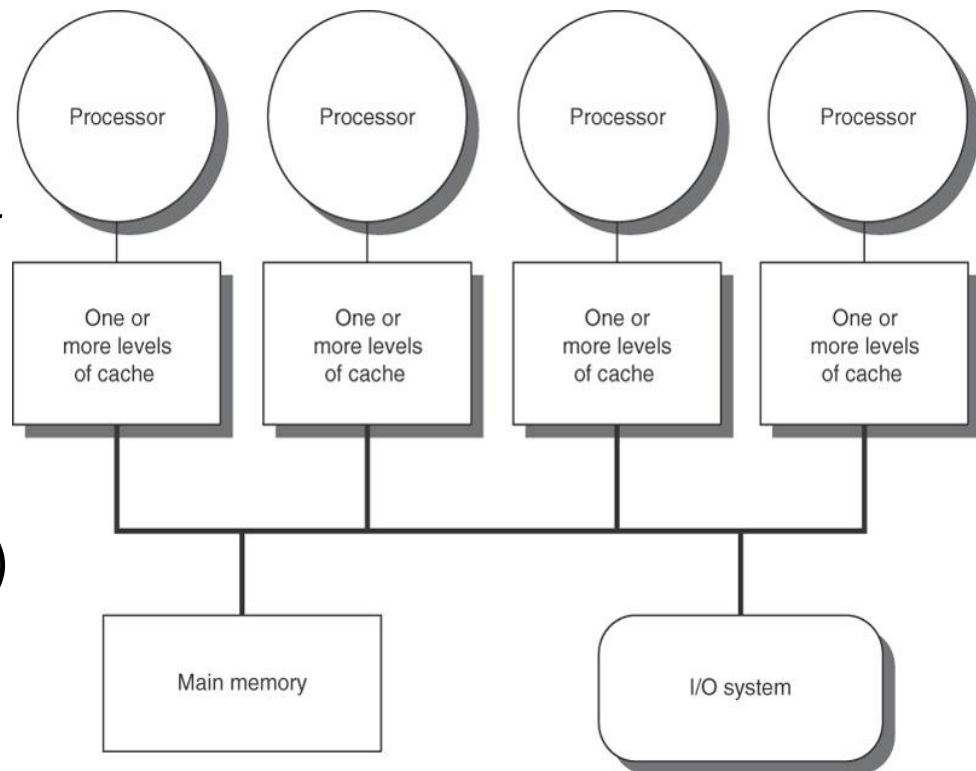 Processor Processor Processor Processor
One or One or One or One or
more levels more levels more levels more levels
of cache of cache of cache of cache
Main memory I/O system